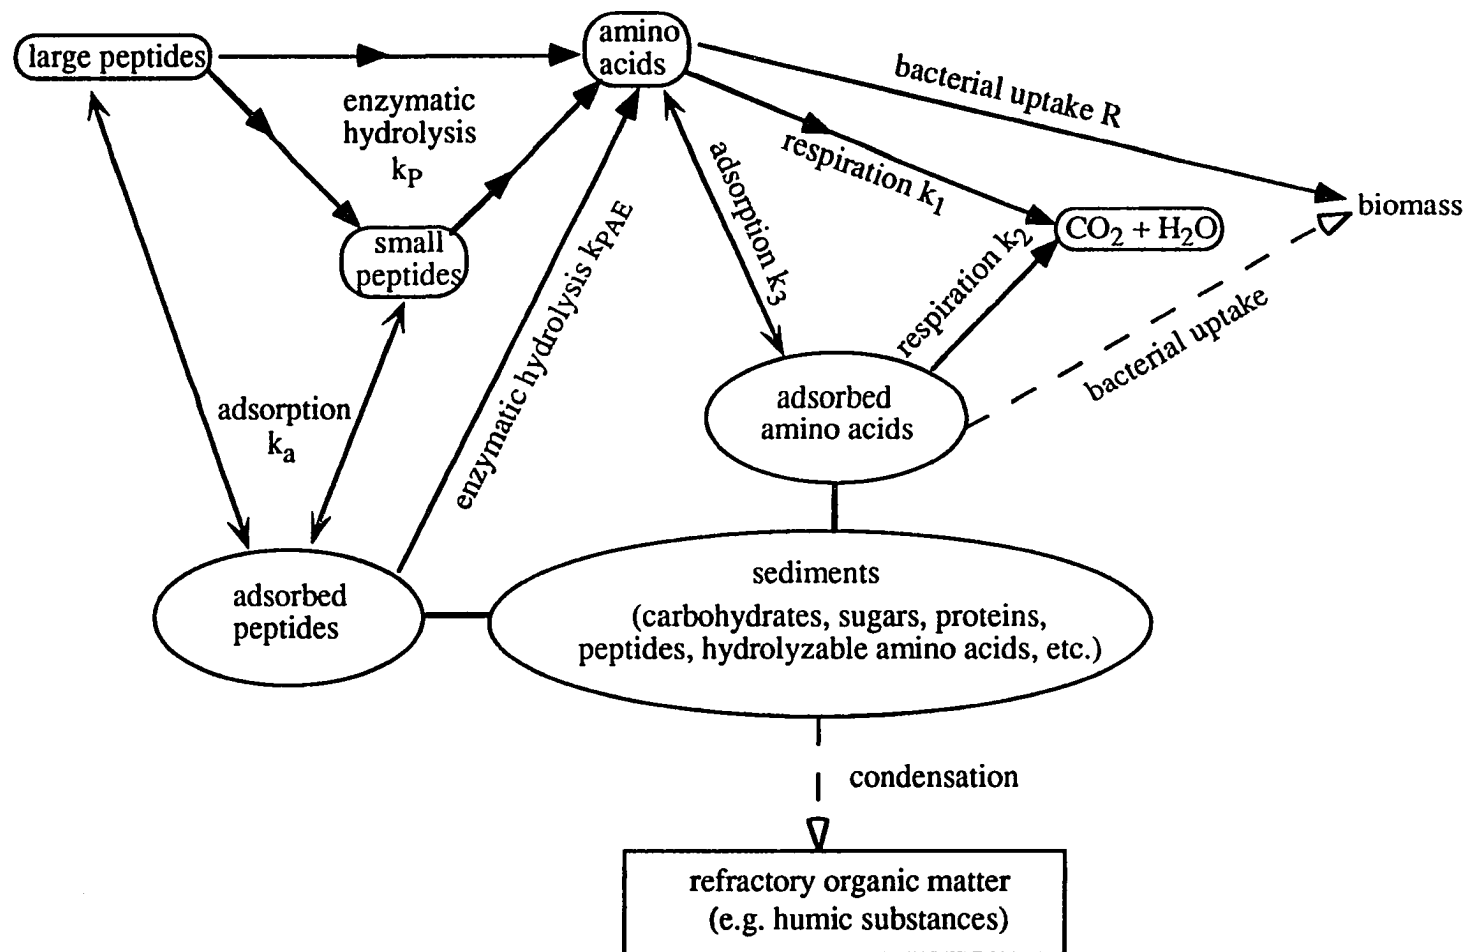 large peptides
amino
acids
enzymatic
hydrolysis
kP
bacterial uptake R
respiration k1
biomass
CO2 + H2O
small
peptides
enzymatic hydrolysis kPAE
adsorption k3
respiration k2
bacterial uptake
adsorption
ka
adsorbed
amino acids
adsorbed
peptides
sediments
(carbohydrates, sugars, proteins,
peptides, hydrolyzable amino acids, etc.)
condensation
refractory organic matter
(e.g. humic substances)